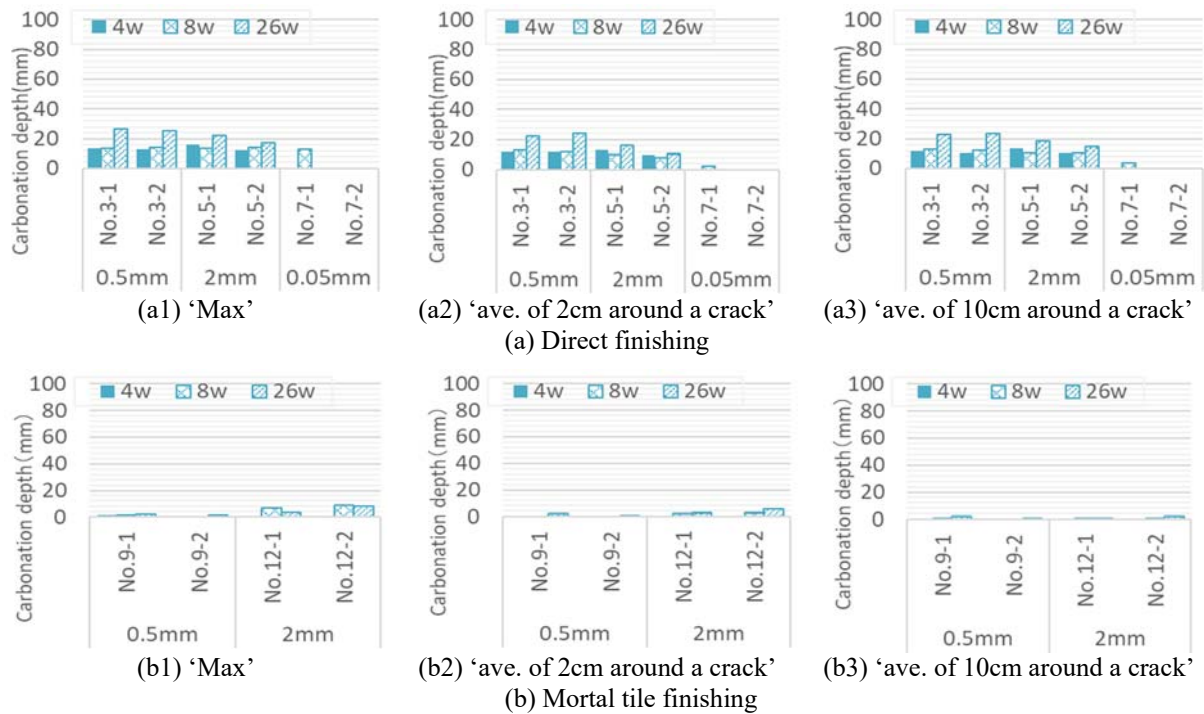 100
80
60
40
20
0
Carbonation depth(mm)
4w 8w 26w
No.3-1 No.3-2 No.5-1 No.5-2 No.7-1 No.7-2
0.5mm 2mm 0.05mm
(a1) ‘Max’
100
80
60
40
20
0
Carbonation depth(mm)
4w 8w 26w
No.3-1 No.3-2 No.5-1 No.5-2 No.7-1 No.7-2
0.5mm 2mm 0.05mm
(a2) ‘ave. of 2cm around a crack’
100
80
60
40
20
0
Carbonation depth(mm)
4w 8w 26w
No.3-1 No.3-2 No.5-1 No.5-2 No.7-1 No.7-2
0.5mm 2mm 0.05mm
(a3) ‘ave. of 10cm around a crack’
(a) Direct finishing
100
80
60
40
20
0
Carbonation depth(mm)
4w 8w 26w
No.9-1 No.9-2 No.12-1 No.12-2
0.5mm 2mm
(b1) ‘Max’
100
80
60
40
20
0
Carbonation depth(mm)
4w 8w 26w
No.9-1 No.9-2 No.12-1 No.12-2
0.5mm 2mm
(b2) ‘ave. of 2cm around a crack’
100
80
60
40
20
0
Carbonation depth(mm)
4w 8w 26w
No.9-1 No.9-2 No.12-1 No.12-2
0.5mm 2mm
(b3) ‘ave. of 10cm around a crack’
(b) Mortal tile finishing